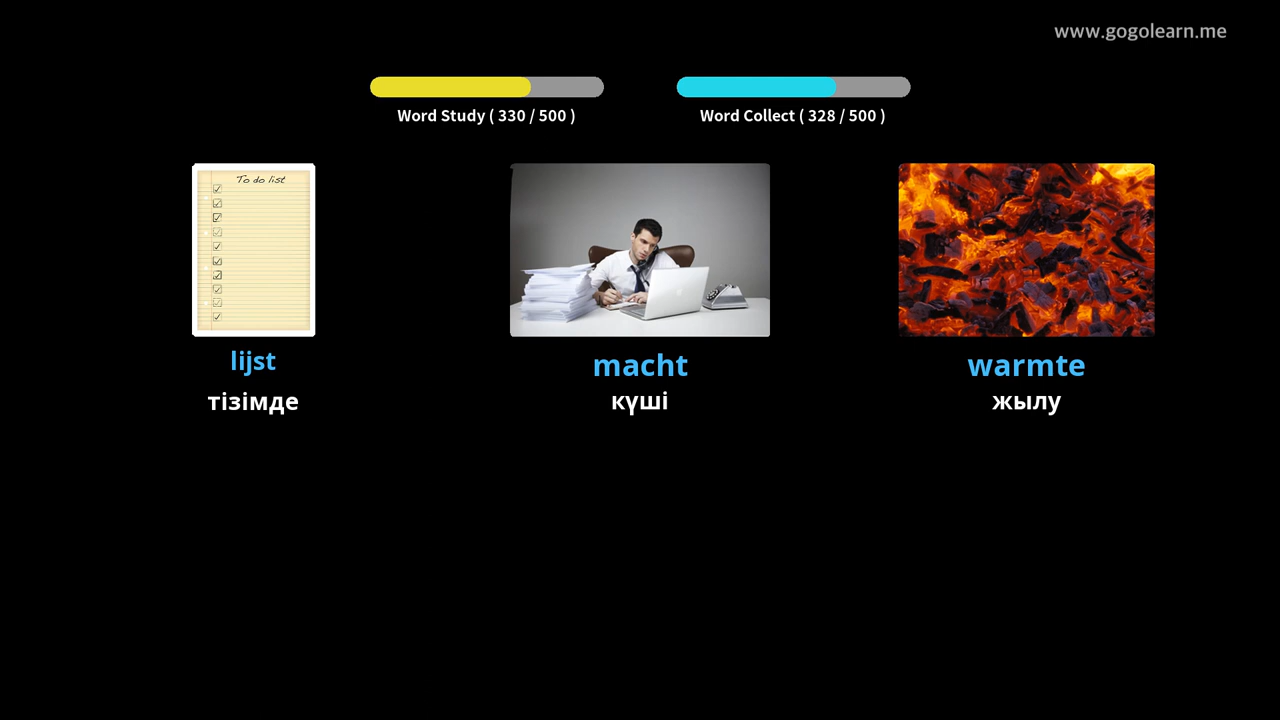 www.gogolearn.me
Word Study ( 330 / 500 )
Word Collect ( 328 / 500 )
To do list
lijst
тізімде
macht
күші
warmte
жылу